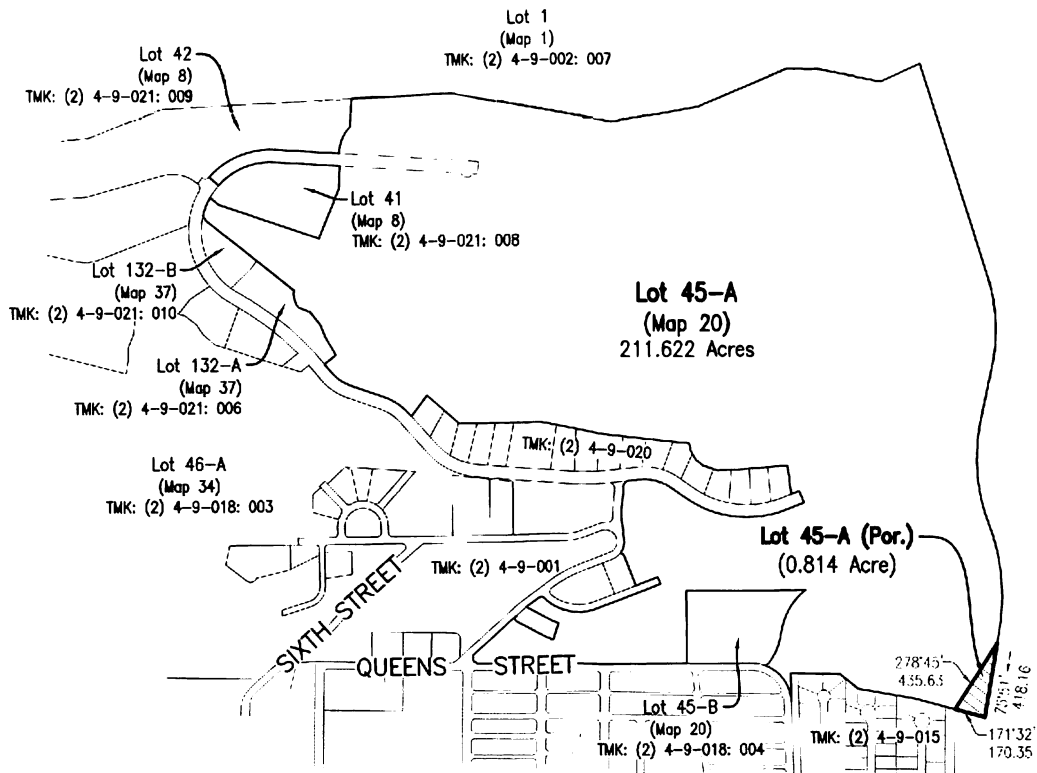 Lot 1
(Map 1)
TMK: (2) 4-9-002: 007
Lot 42
(Map 8)
TMK: (2) 4-9-021: 009
Lot 41
(Map 8)
TMK: (2) 4-9-021: 008
Lot 132-B
(Map 37)
TMK: (2) 4-9-021: 010
Lot 45-A
(Map 20)
211.622 Acres
Lot 132-A
(Map 37)
TMK: (2) 4-9-021: 006
TMK: (2) 4-9-020
Lot 46-A
(Map 34)
TMK: (2) 4-9-018: 003
Lot 45-A (Por.)
(0.814 Acre)
TMK: (2) 4-9-001
SIXTH STREET
QUEENS STREET
278°45'
435.63
418.16
Lot 45-B
(Map 20)
TMK: (2) 4-9-018: 004
TMK: (2) 4-9-015
171°32'
170.35